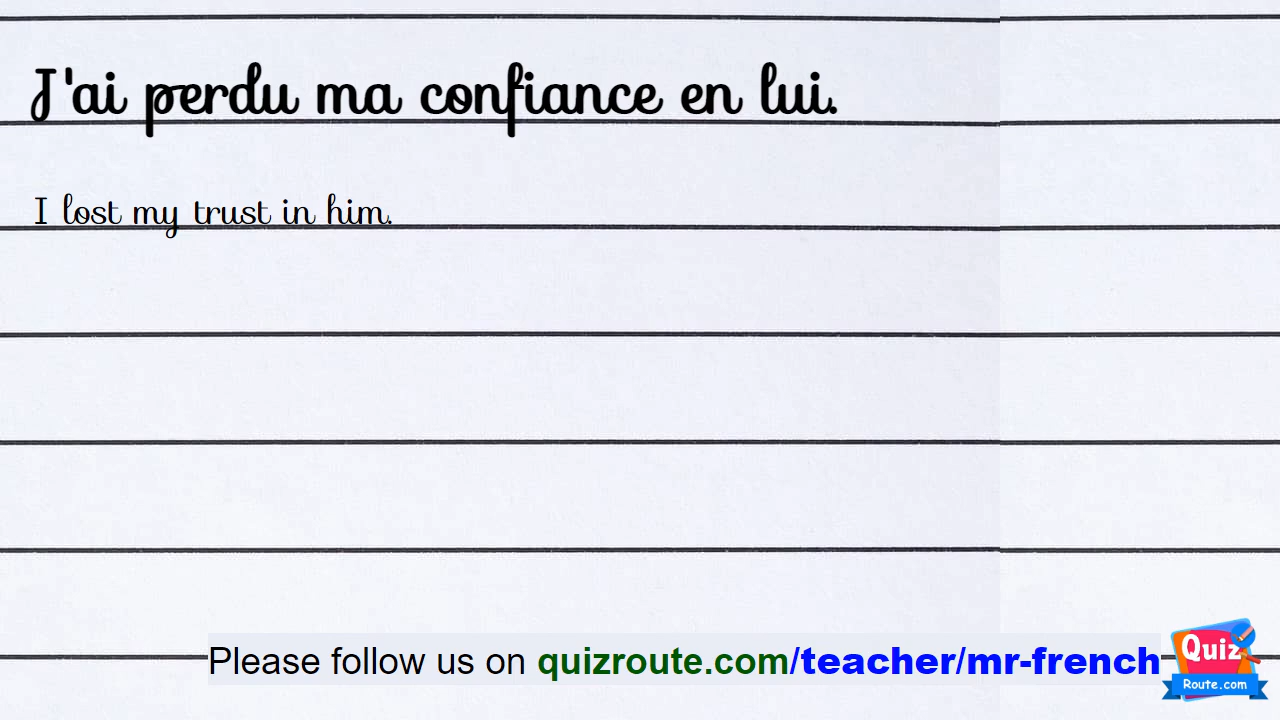 J'ai perdu ma confiance en lui.
I lost my trust in him.
Please follow us on quizroute.com/teacher/mr-french
Quiz
Route.com